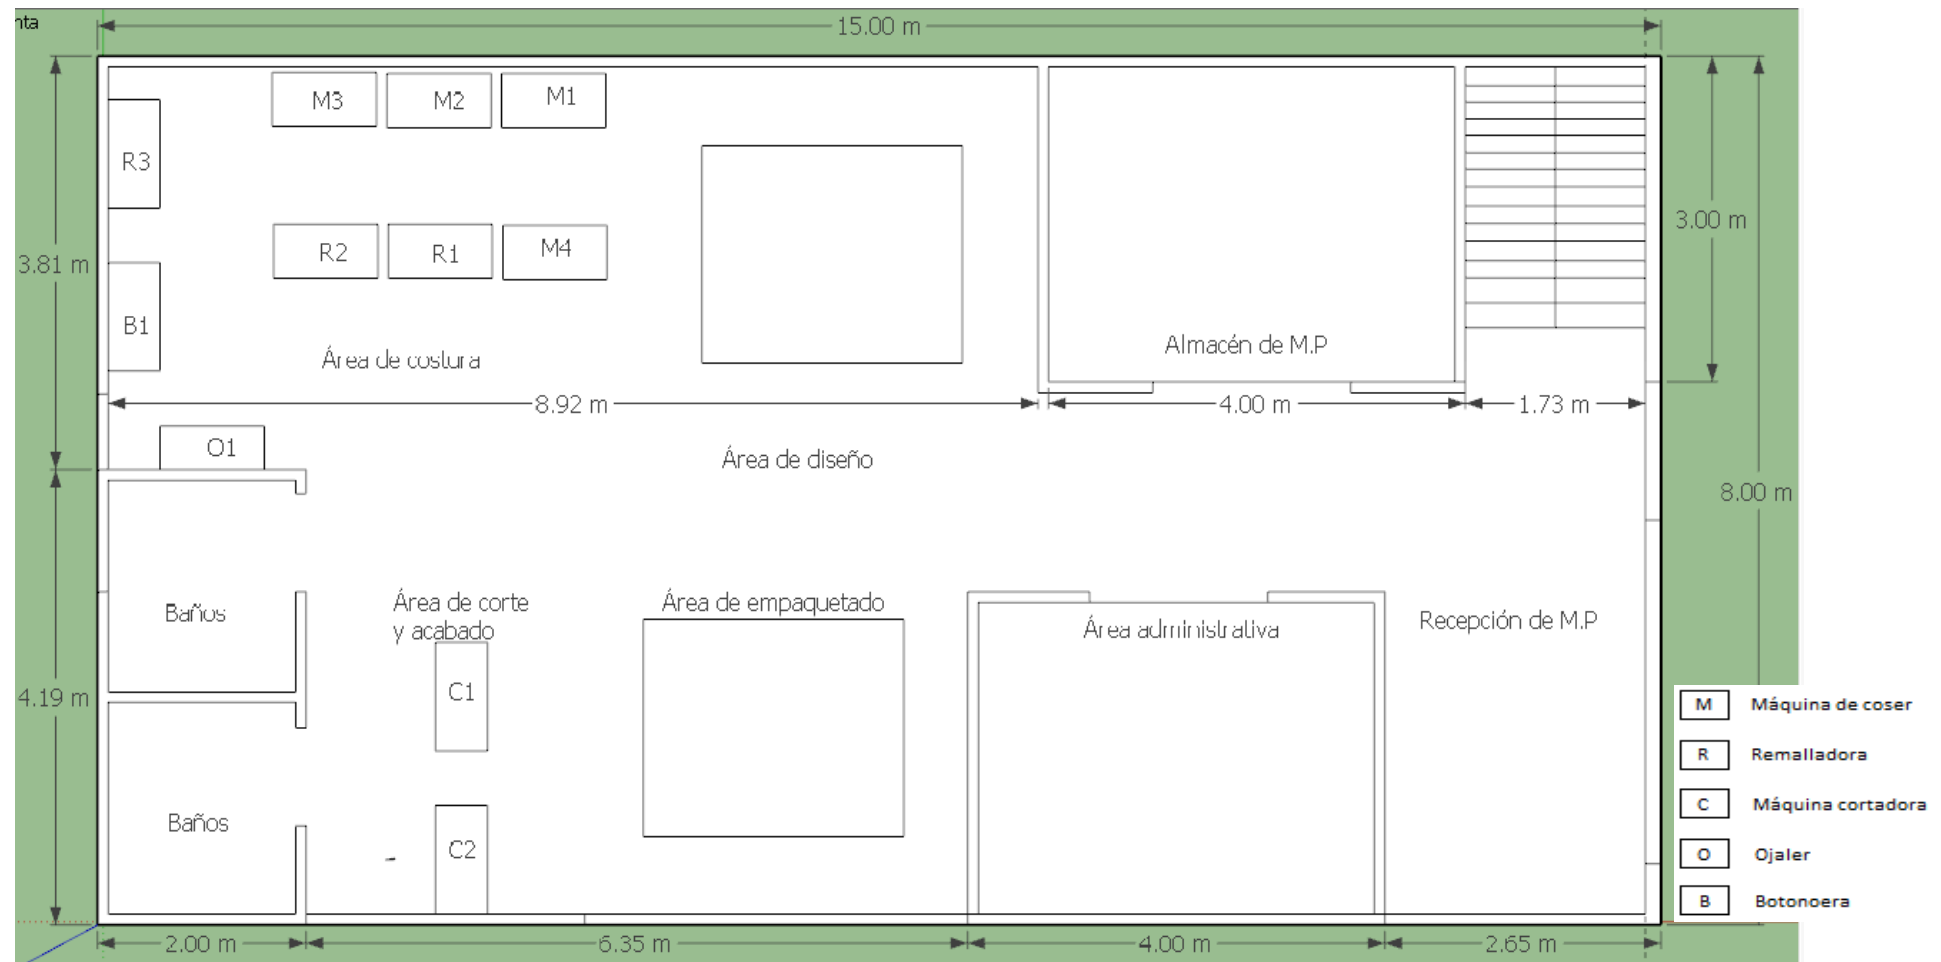 nta
15.00 m
M3
M2
M1
R3
R2
R1
M4
3.00 m
3.81 m
B1
Área de costura
Almacén de M.P
8.92 m
4.00 m
1.73 m
O1
Área de diseño
8.00 m
Baños
Área de corte
y acabado
Área de empaquetado
Área administrativa
Recepción de M.P
4.19 m
C1
M Máquina de coser
R Remalladora
C Máquina cortadora
Baños
C2
O Ojaler
B Botonoera
2.00 m
6.35 m
4.00 m
2.65 m